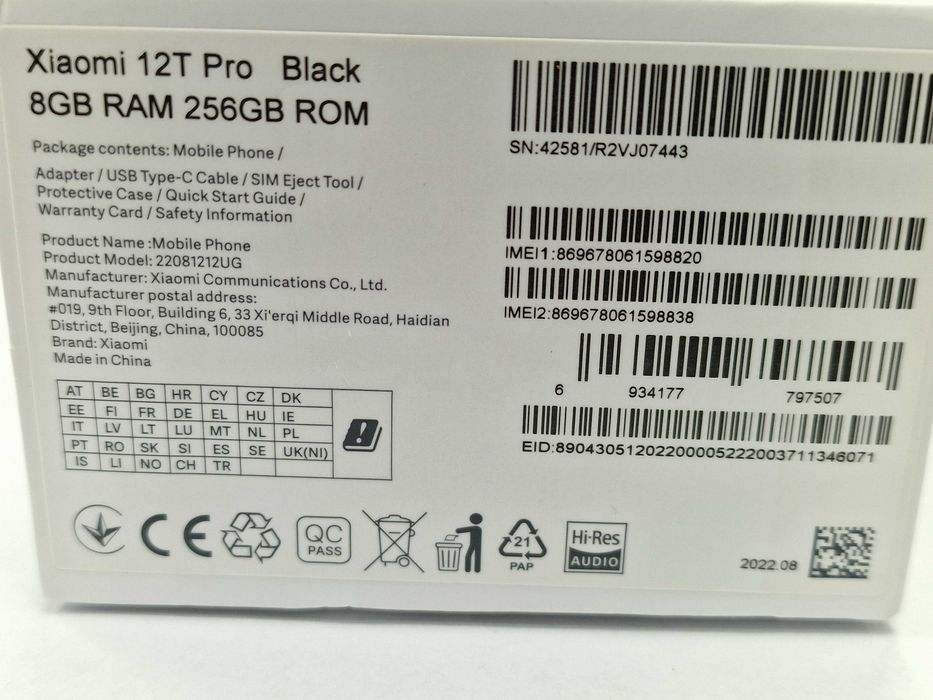 Xiaomi 12T Pro Black
8GB RAM 256GB ROM
Package contents: Mobile Phone /
Adapter / USB Type-C Cable / SIM Eject Tool /
Protective Case / Quick Start Guide /
Warranty Card / Safety Information
Product Name :Mobile Phone
Product Model: 22081212UG
Manufacturer: Xiaomi Communications Co., Ltd.
Manufacturer postal address:
#019, 9th Floor, Building 6, 33 Xi'erqi Middle Road, Haidian
District, Beijing, China, 100085
Brand: Xiaomi
Made in China
AT BE BG HR CY CZ DK
EE FI FR DE EL HU IE
IT LV LT LU MT NL PL
PT RO SK SI ES SE UK(NI)
IS LI NO CH TR
SN:42581/R2VJ07443
IMEI1:869678061598820
IMEI2:869678061598838
6 934177 797507
EID:89043051202200005222003711346071
CE
QC
PASS
21
PAP
Hi-Res
AUDIO
2022.08